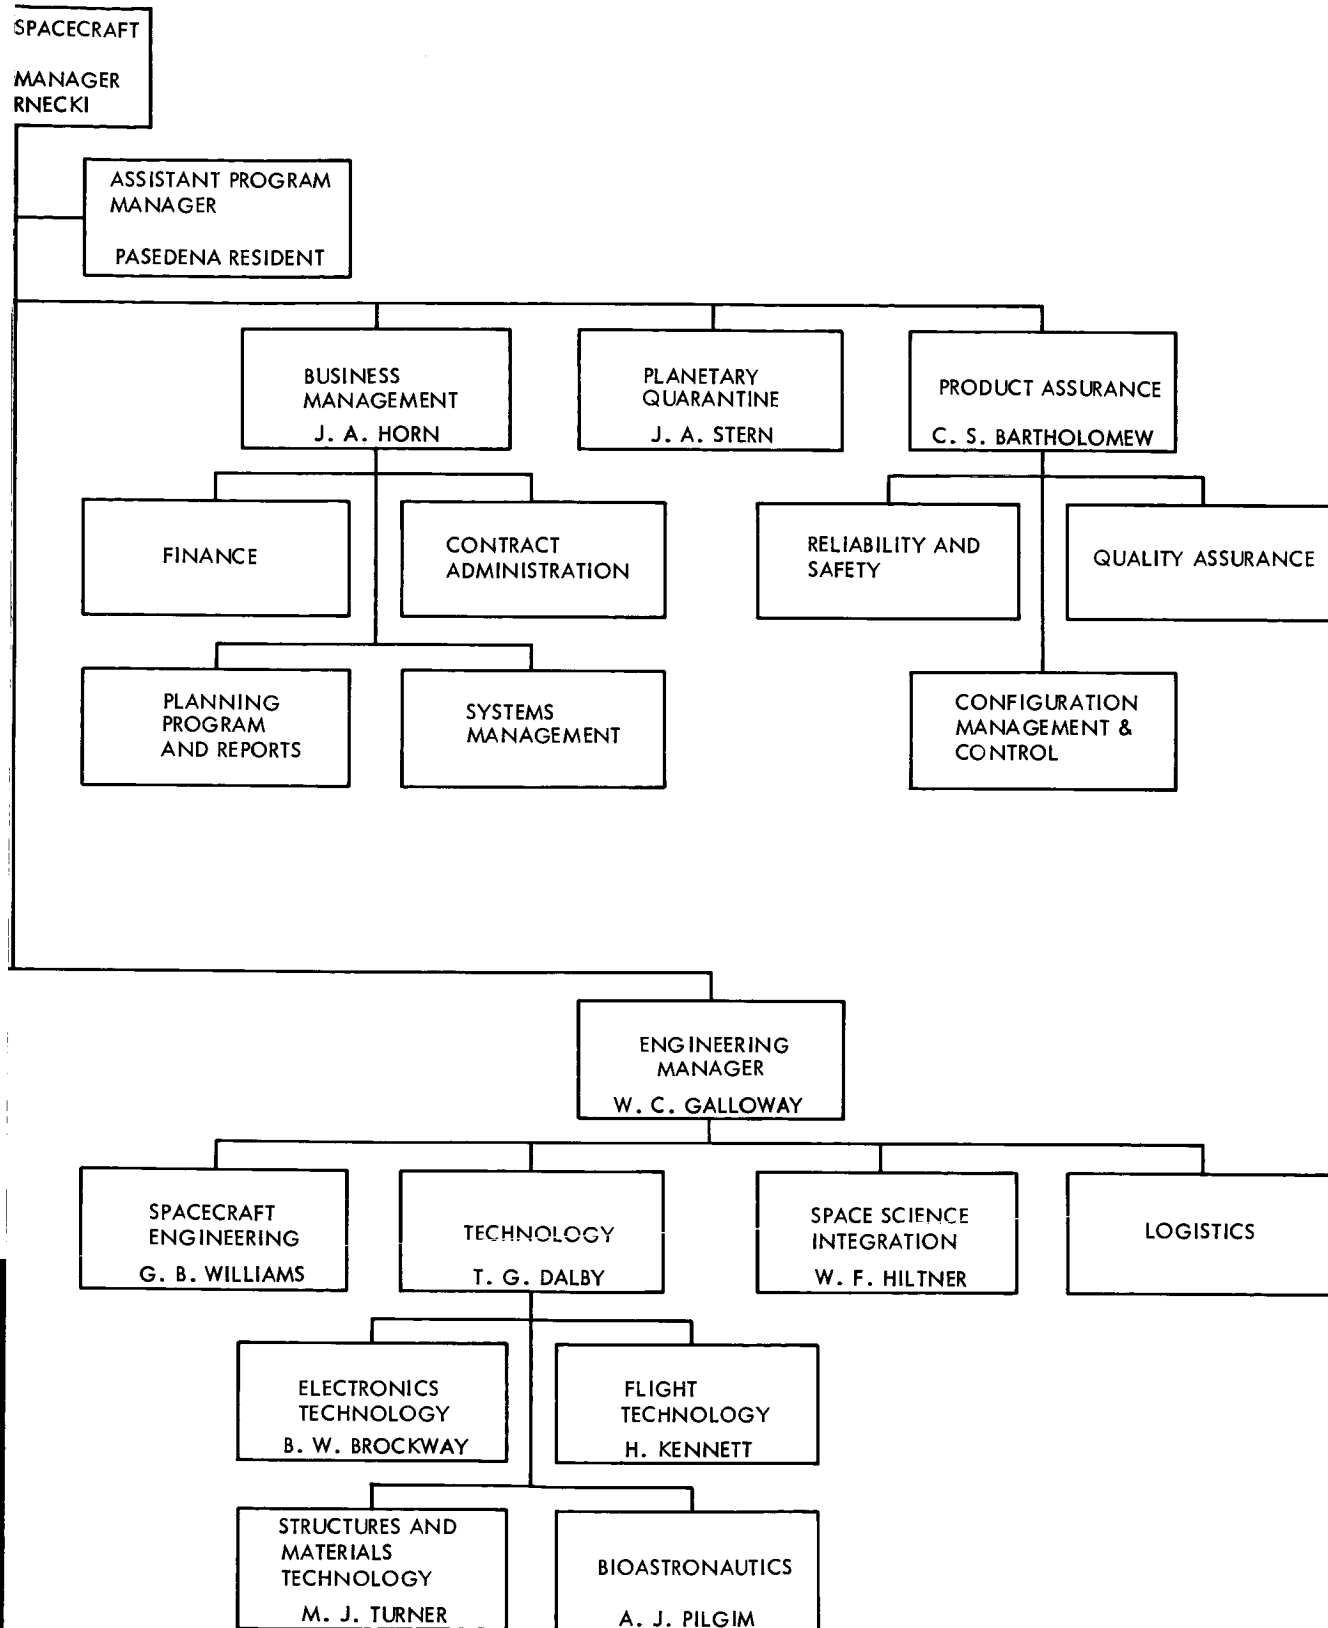 SPACECRAFT
MANAGER
RNECKI
ASSISTANT PROGRAM
MANAGER
PASEDENA RESIDENT
BUSINESS
MANAGEMENT
J. A. HORN
PLANETARY
QUARANTINE
J. A. STERN
PRODUCT ASSURANCE
C. S. BARTHOLOMEW
FINANCE
CONTRACT
ADMINISTRATION
RELIABILITY AND
SAFETY
QUALITY ASSURANCE
PLANNING
PROGRAM
AND REPORTS
SYSTEMS
MANAGEMENT
CONFIGURATION
MANAGEMENT &
CONTROL
ENGINEERING
MANAGER
W. C. GALLOWAY
SPACECRAFT
ENGINEERING
G. B. WILLIAMS
TECHNOLOGY
T. G. DALBY
SPACE SCIENCE
INTEGRATION
W. F. HILTNER
LOGISTICS
ELECTRONICS
TECHNOLOGY
B. W. BROCKWAY
FLIGHT
TECHNOLOGY
H. KENNETT
STRUCTURES AND
MATERIALS
TECHNOLOGY
M. J. TURNER
BIOASTRONAUTICS
A. J. PILGIM